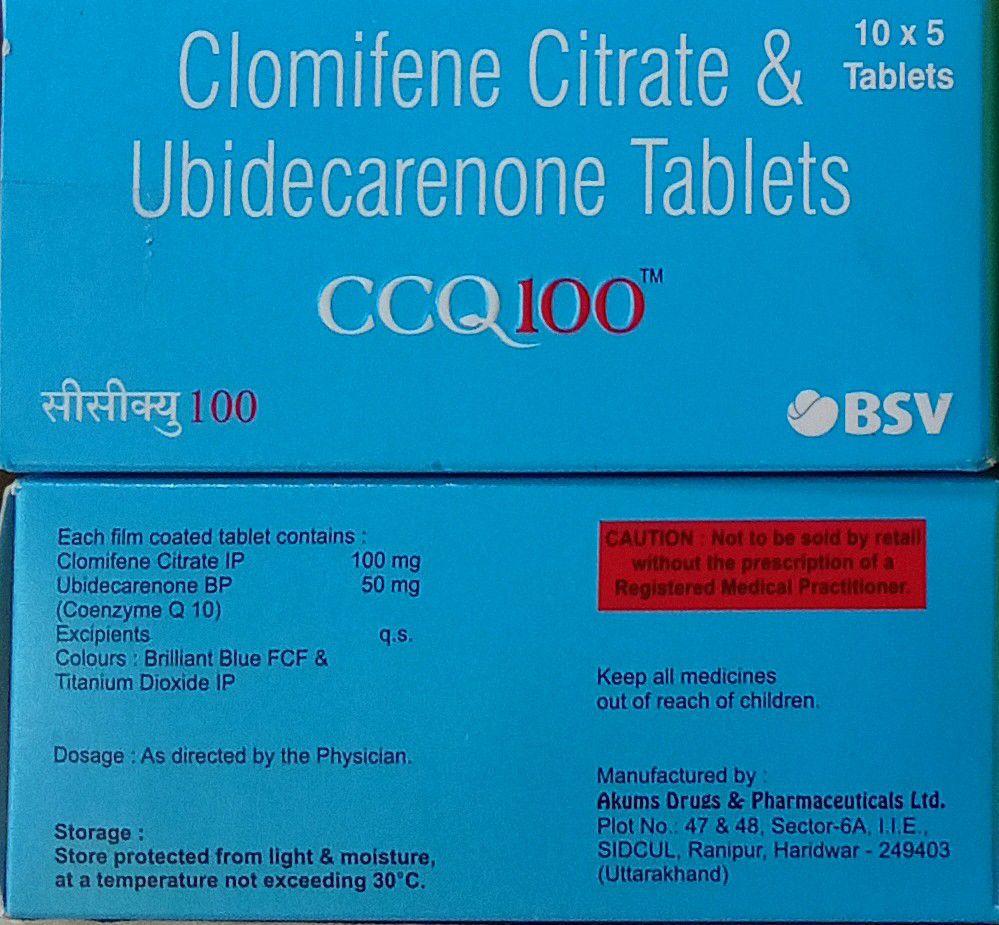 Clomifene Citrate &
Ubidecarenone Tablets
10 x 5
Tablets
CCQ 100™
सीसीक्यु 100
BSV
Each film coated tablet contains :
Clomifene Citrate IP 100 mg
Ubidecarenone BP 50 mg
(Coenzyme Q 10)
Excipients q.s.
Colours : Brilliant Blue FCF &
Titanium Dioxide IP
Dosage : As directed by the Physician.
Storage :
Store protected from light & moisture,
at a temperature not exceeding 30°C.
CAUTION : Not to be sold by retail
without the prescription of a
Registered Medical Practitioner.
Keep all medicines
out of reach of children.
Manufactured by :
Akums Drugs & Pharmaceuticals Ltd.
Plot No.: 47 & 48, Sector-6A, I.I.E.,
SIDCUL, Ranipur, Haridwar - 249403
(Uttarakhand)